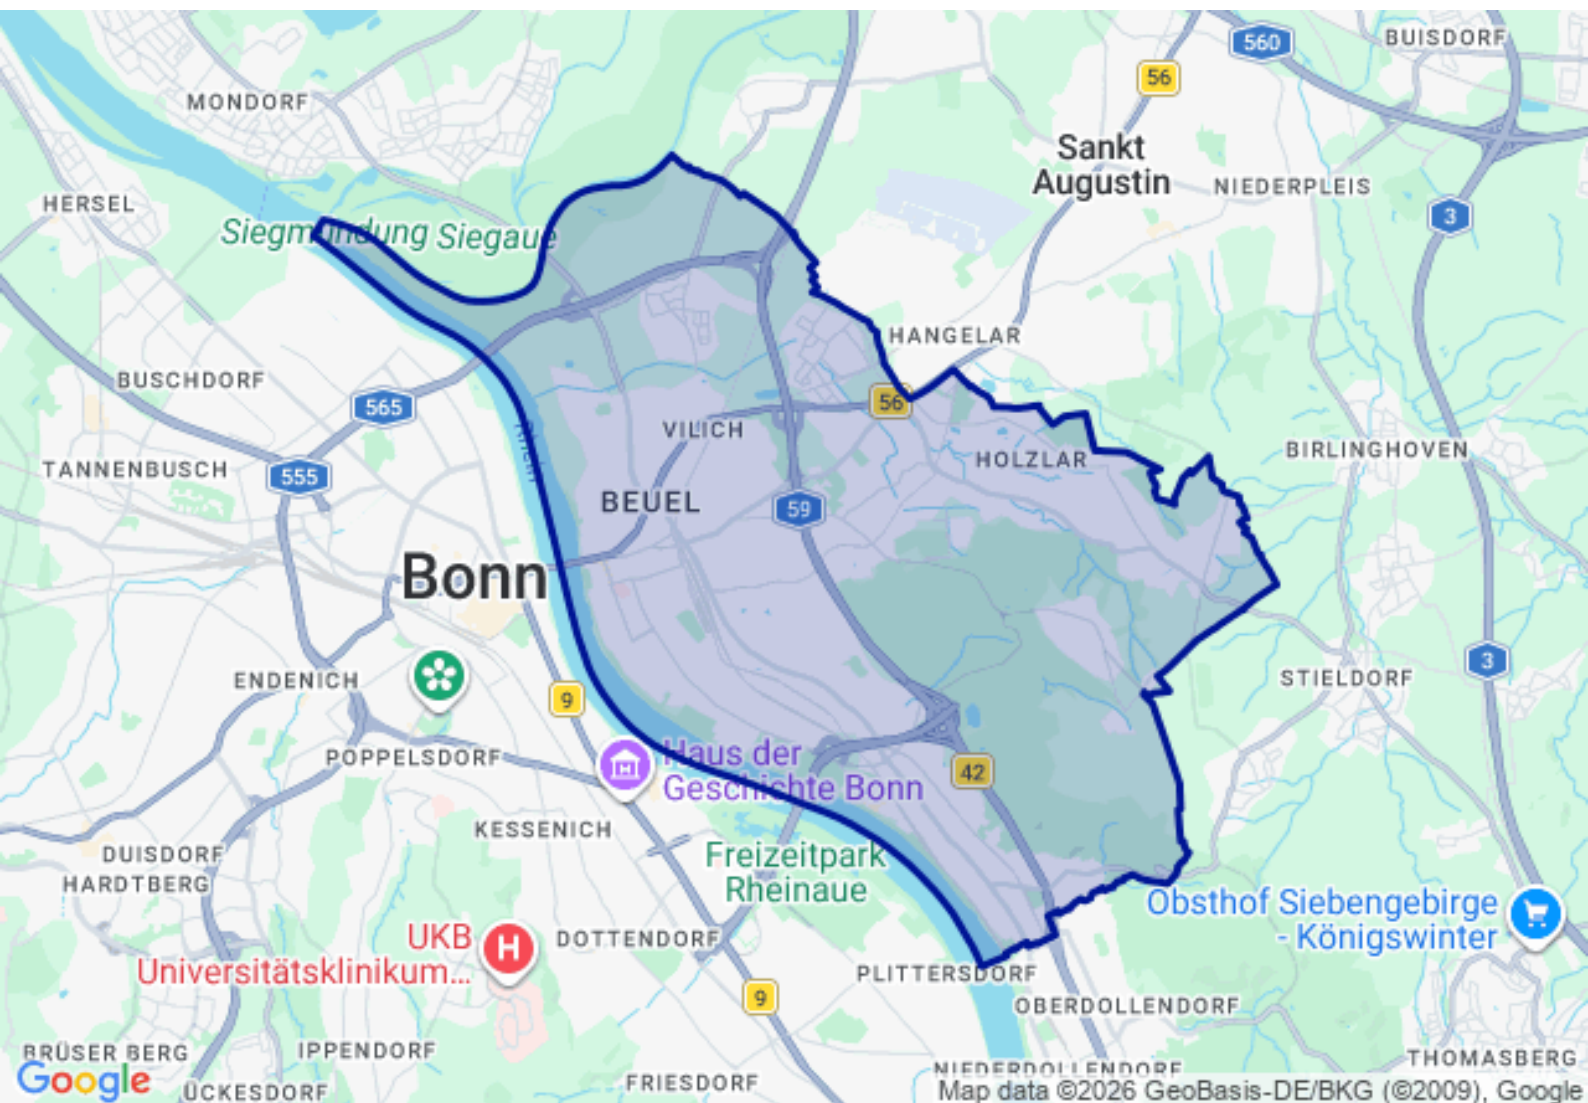 560
BUISDORF
56
MONDORF
Sankt
Augustin
NIEDERPLEIS
HERSEL
3
Siegmündung
Siegaue
HANGELAR
BUSCHDORF
565
56
Rhein
VILICH
BIRLINGHOVEN
HOLZLAR
TANNENBUSCH
555
BEUEL
59
Bonn
ENDENICH
STIELDORF
3
9
POPPELSDORF
Haus der
Geschichte Bonn
42
KESSENICH
DUISDORF
HARDTBERG
Freizeitpark
Rheinaue
Obsthof Siebengebirge
- Königswinter
UKB
Universitätsklinikum...
H
DOTTENDORF
PLITTERSDORF
9
OBERDOLLENDORF
BRÜSER BERG
IPPENDORF
THOMASBERG
Google
ÜCKESDORF
FRIESDORF
NIEDERDOLLENDORF
Map data ©2026 GeoBasis-DE/BKG (©2009), Google